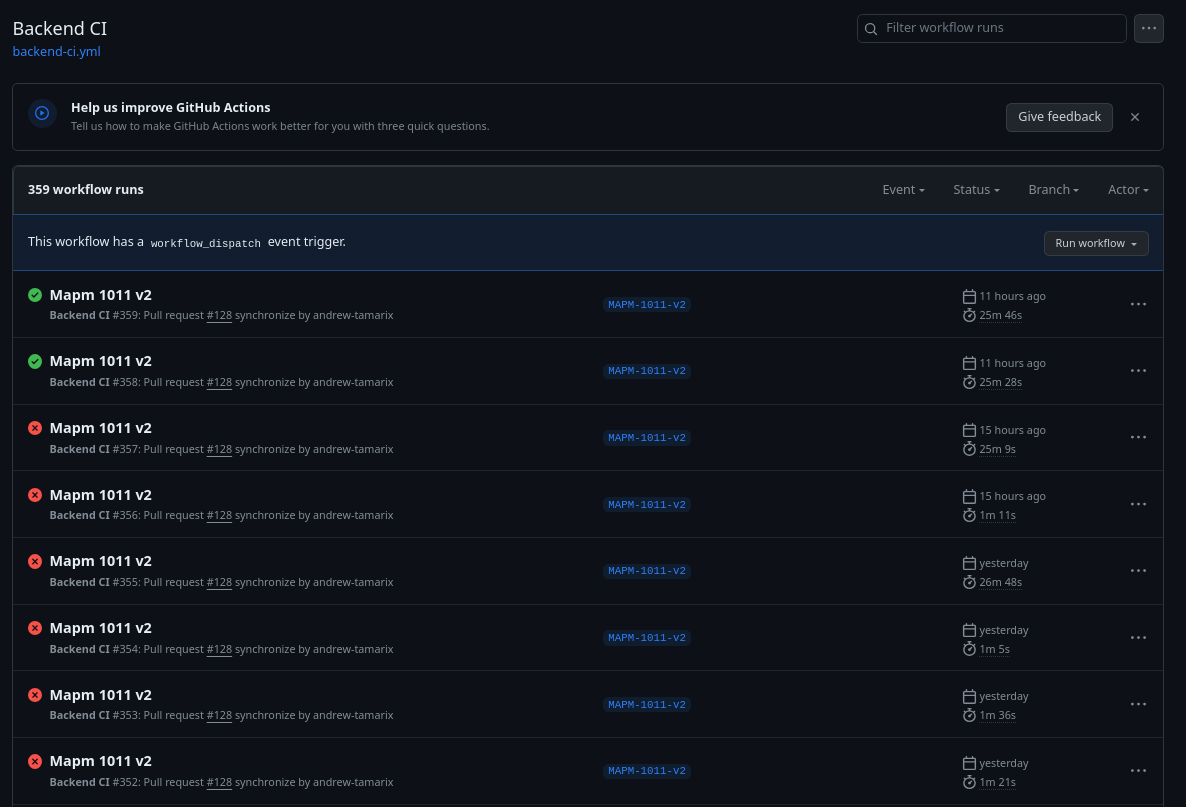 Backend CI
backend-ci.yml
Filter workflow runs
Help us improve GitHub Actions
Tell us how to make GitHub Actions work better for you with three quick questions.
Give feedback
359 workflow runs
Event
Status
Branch
Actor
This workflow has a workflow_dispatch event trigger.
Run workflow
Mapm 1011 v2
Backend CI #359: Pull request #128 synchronize by andrew-tamarix
MAPM-1011-v2
11 hours ago
25m 46s
Mapm 1011 v2
Backend CI #358: Pull request #128 synchronize by andrew-tamarix
MAPM-1011-v2
11 hours ago
25m 28s
Mapm 1011 v2
Backend CI #357: Pull request #128 synchronize by andrew-tamarix
MAPM-1011-v2
15 hours ago
25m 9s
Mapm 1011 v2
Backend CI #356: Pull request #128 synchronize by andrew-tamarix
MAPM-1011-v2
15 hours ago
1m 11s
Mapm 1011 v2
Backend CI #355: Pull request #128 synchronize by andrew-tamarix
MAPM-1011-v2
yesterday
26m 48s
Mapm 1011 v2
Backend CI #354: Pull request #128 synchronize by andrew-tamarix
MAPM-1011-v2
yesterday
1m 5s
Mapm 1011 v2
Backend CI #353: Pull request #128 synchronize by andrew-tamarix
MAPM-1011-v2
yesterday
1m 36s
Mapm 1011 v2
Backend CI #352: Pull request #128 synchronize by andrew-tamarix
MAPM-1011-v2
yesterday
1m 21s